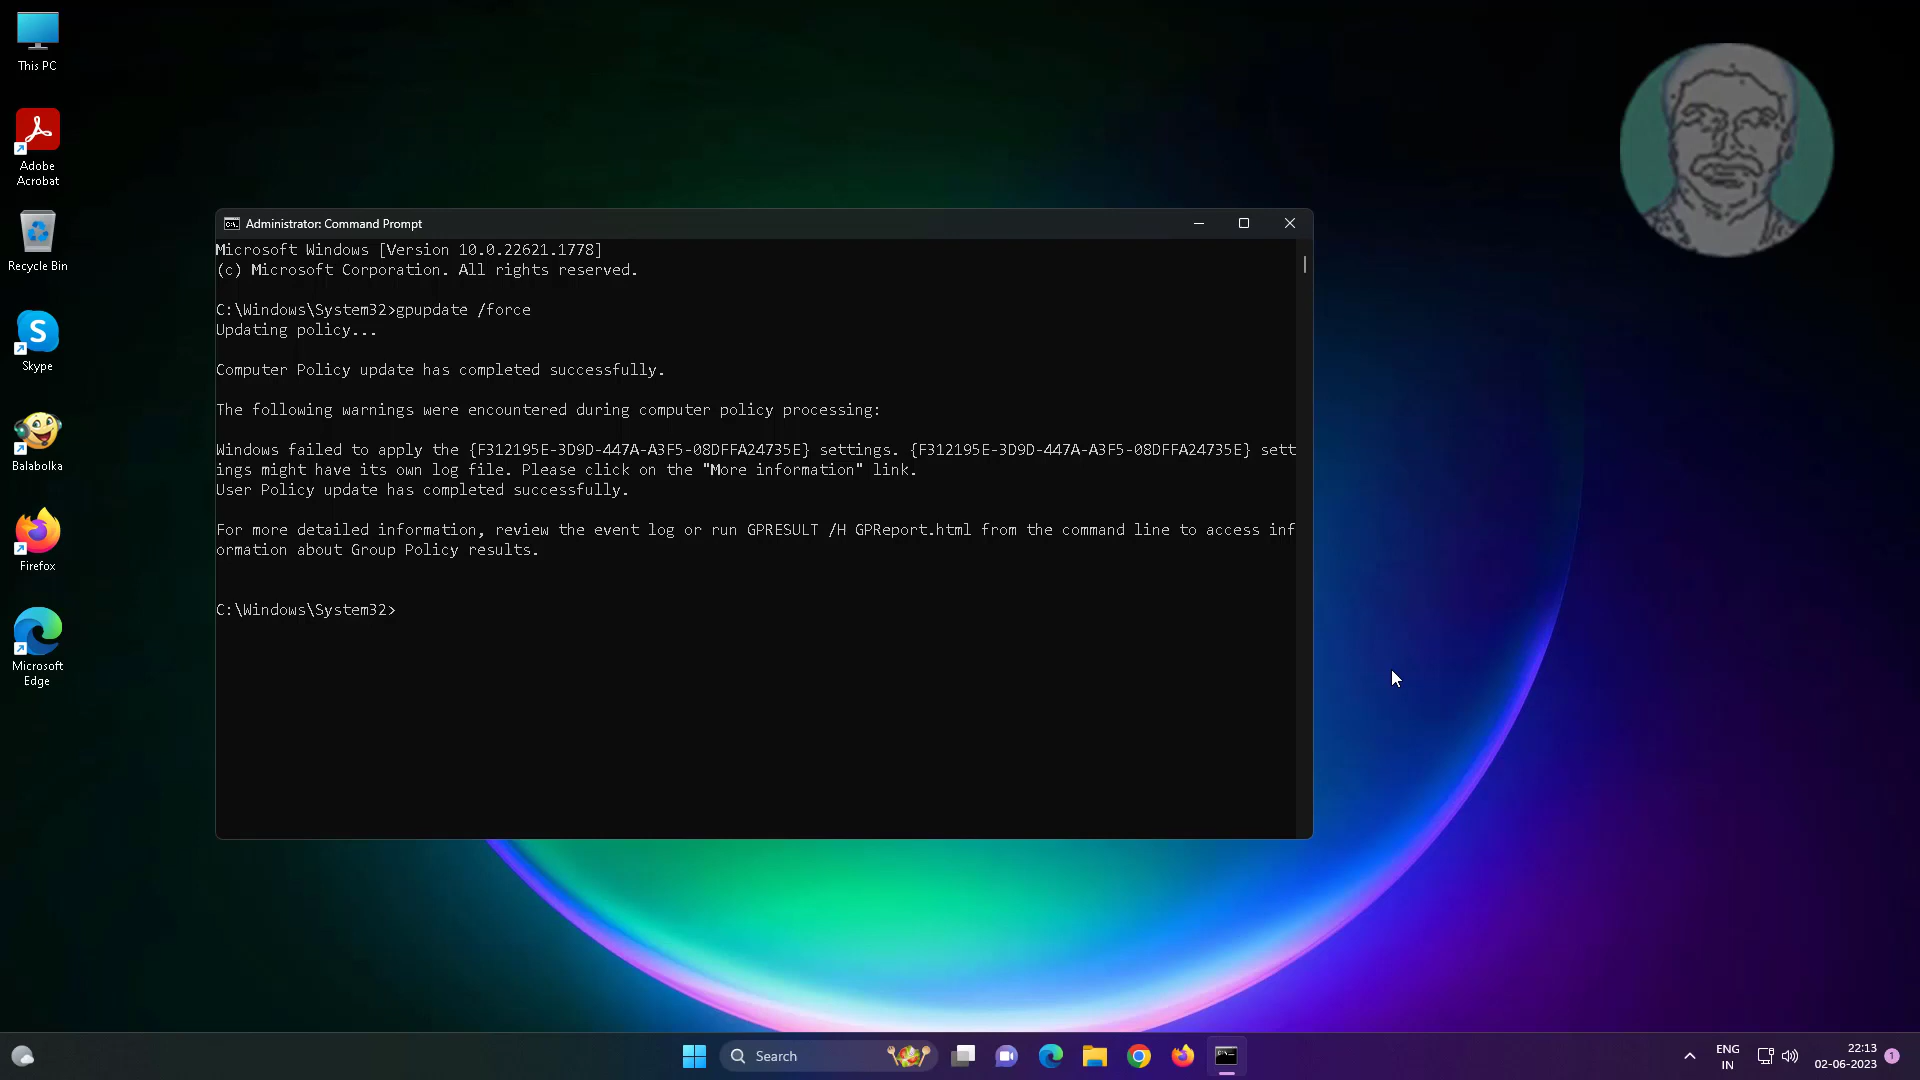 This PC
Adobe
Acrobat
Recycle Bin
Skype
Balabolka
Firefox
Microsoft
Edge
Administrator: Command Prompt
Microsoft Windows [Version 10.0.22621.1778]
(c) Microsoft Corporation. All rights reserved.
C:\Windows\System32>gpupdate /force
Updating policy...
Computer Policy update has completed successfully.
The following warnings were encountered during computer policy processing:
Windows failed to apply the {F312195E-3D9D-447A-A3F5-08DFFA24735E} settings. {F312195E-3D9D-447A-A3F5-08DFFA24735E} sett
ings might have its own log file. Please click on the "More information" link.
User Policy update has completed successfully.
For more detailed information, review the event log or run GPRESULT /H GPReport.html from the command line to access inf
ormation about Group Policy results.
C:\Windows\System32>
Search
ENG
IN
22:13
02-06-2023
1